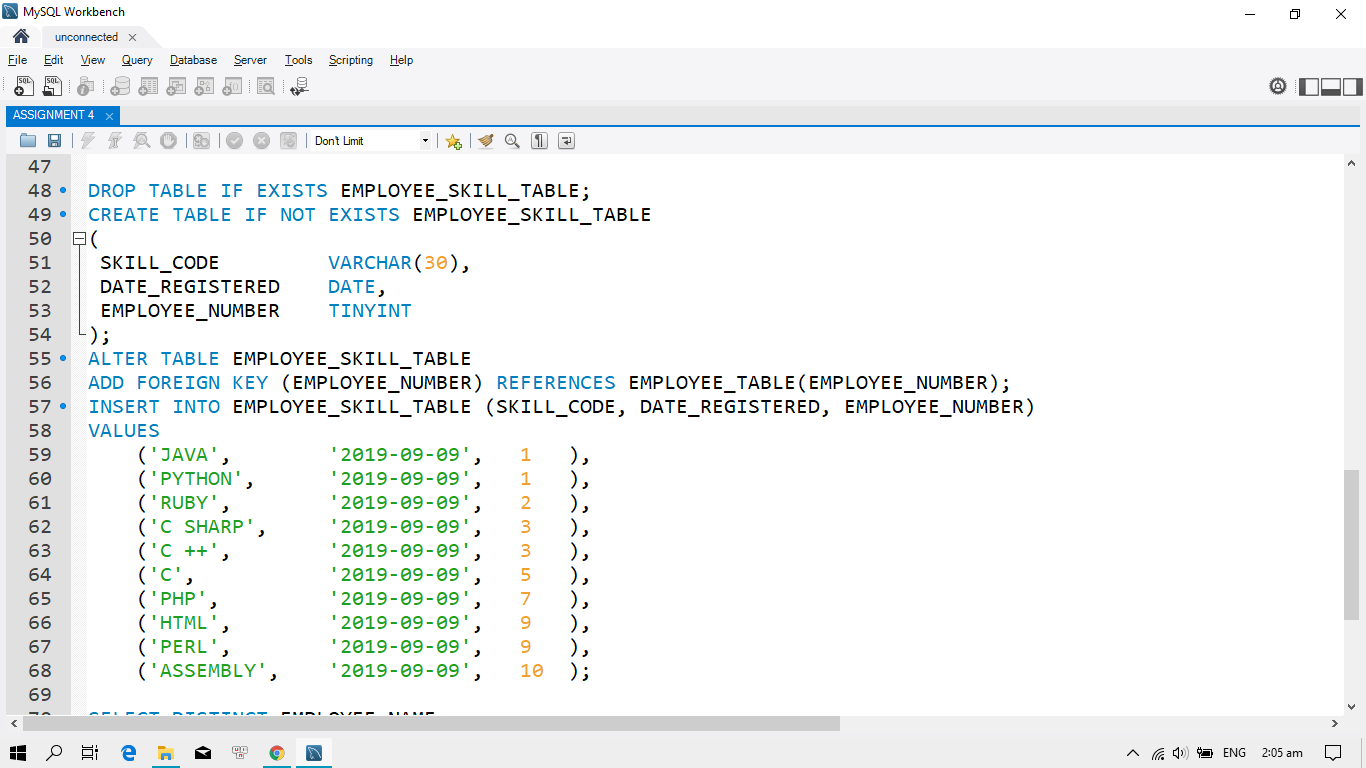 MySQL Workbench
unconnected
File Edit View Query Database Server Tools Scripting Help
ASSIGNMENT 4
Don't Limit
47
48 DROP TABLE IF EXISTS EMPLOYEE_SKILL_TABLE;
49 CREATE TABLE IF NOT EXISTS EMPLOYEE_SKILL_TABLE
50 (
51 SKILL_CODE VARCHAR(30),
52 DATE_REGISTERED DATE,
53 EMPLOYEE_NUMBER TINYINT
54 );
55 ALTER TABLE EMPLOYEE_SKILL_TABLE
56 ADD FOREIGN KEY (EMPLOYEE_NUMBER) REFERENCES EMPLOYEE_TABLE(EMPLOYEE_NUMBER);
57 INSERT INTO EMPLOYEE_SKILL_TABLE (SKILL_CODE, DATE_REGISTERED, EMPLOYEE_NUMBER)
58 VALUES
59 ('JAVA', '2019-09-09', 1 ),
60 ('PYTHON', '2019-09-09', 1 ),
61 ('RUBY', '2019-09-09', 2 ),
62 ('C SHARP', '2019-09-09', 3 ),
63 ('C ++', '2019-09-09', 3 ),
64 ('C', '2019-09-09', 5 ),
65 ('PHP', '2019-09-09', 7 ),
66 ('HTML', '2019-09-09', 9 ),
67 ('PERL', '2019-09-09', 9 ),
68 ('ASSEMBLY', '2019-09-09', 10 );
69
70 SELECT DISTINCT EMPLOYEE_NAME
ENG 2:05 am